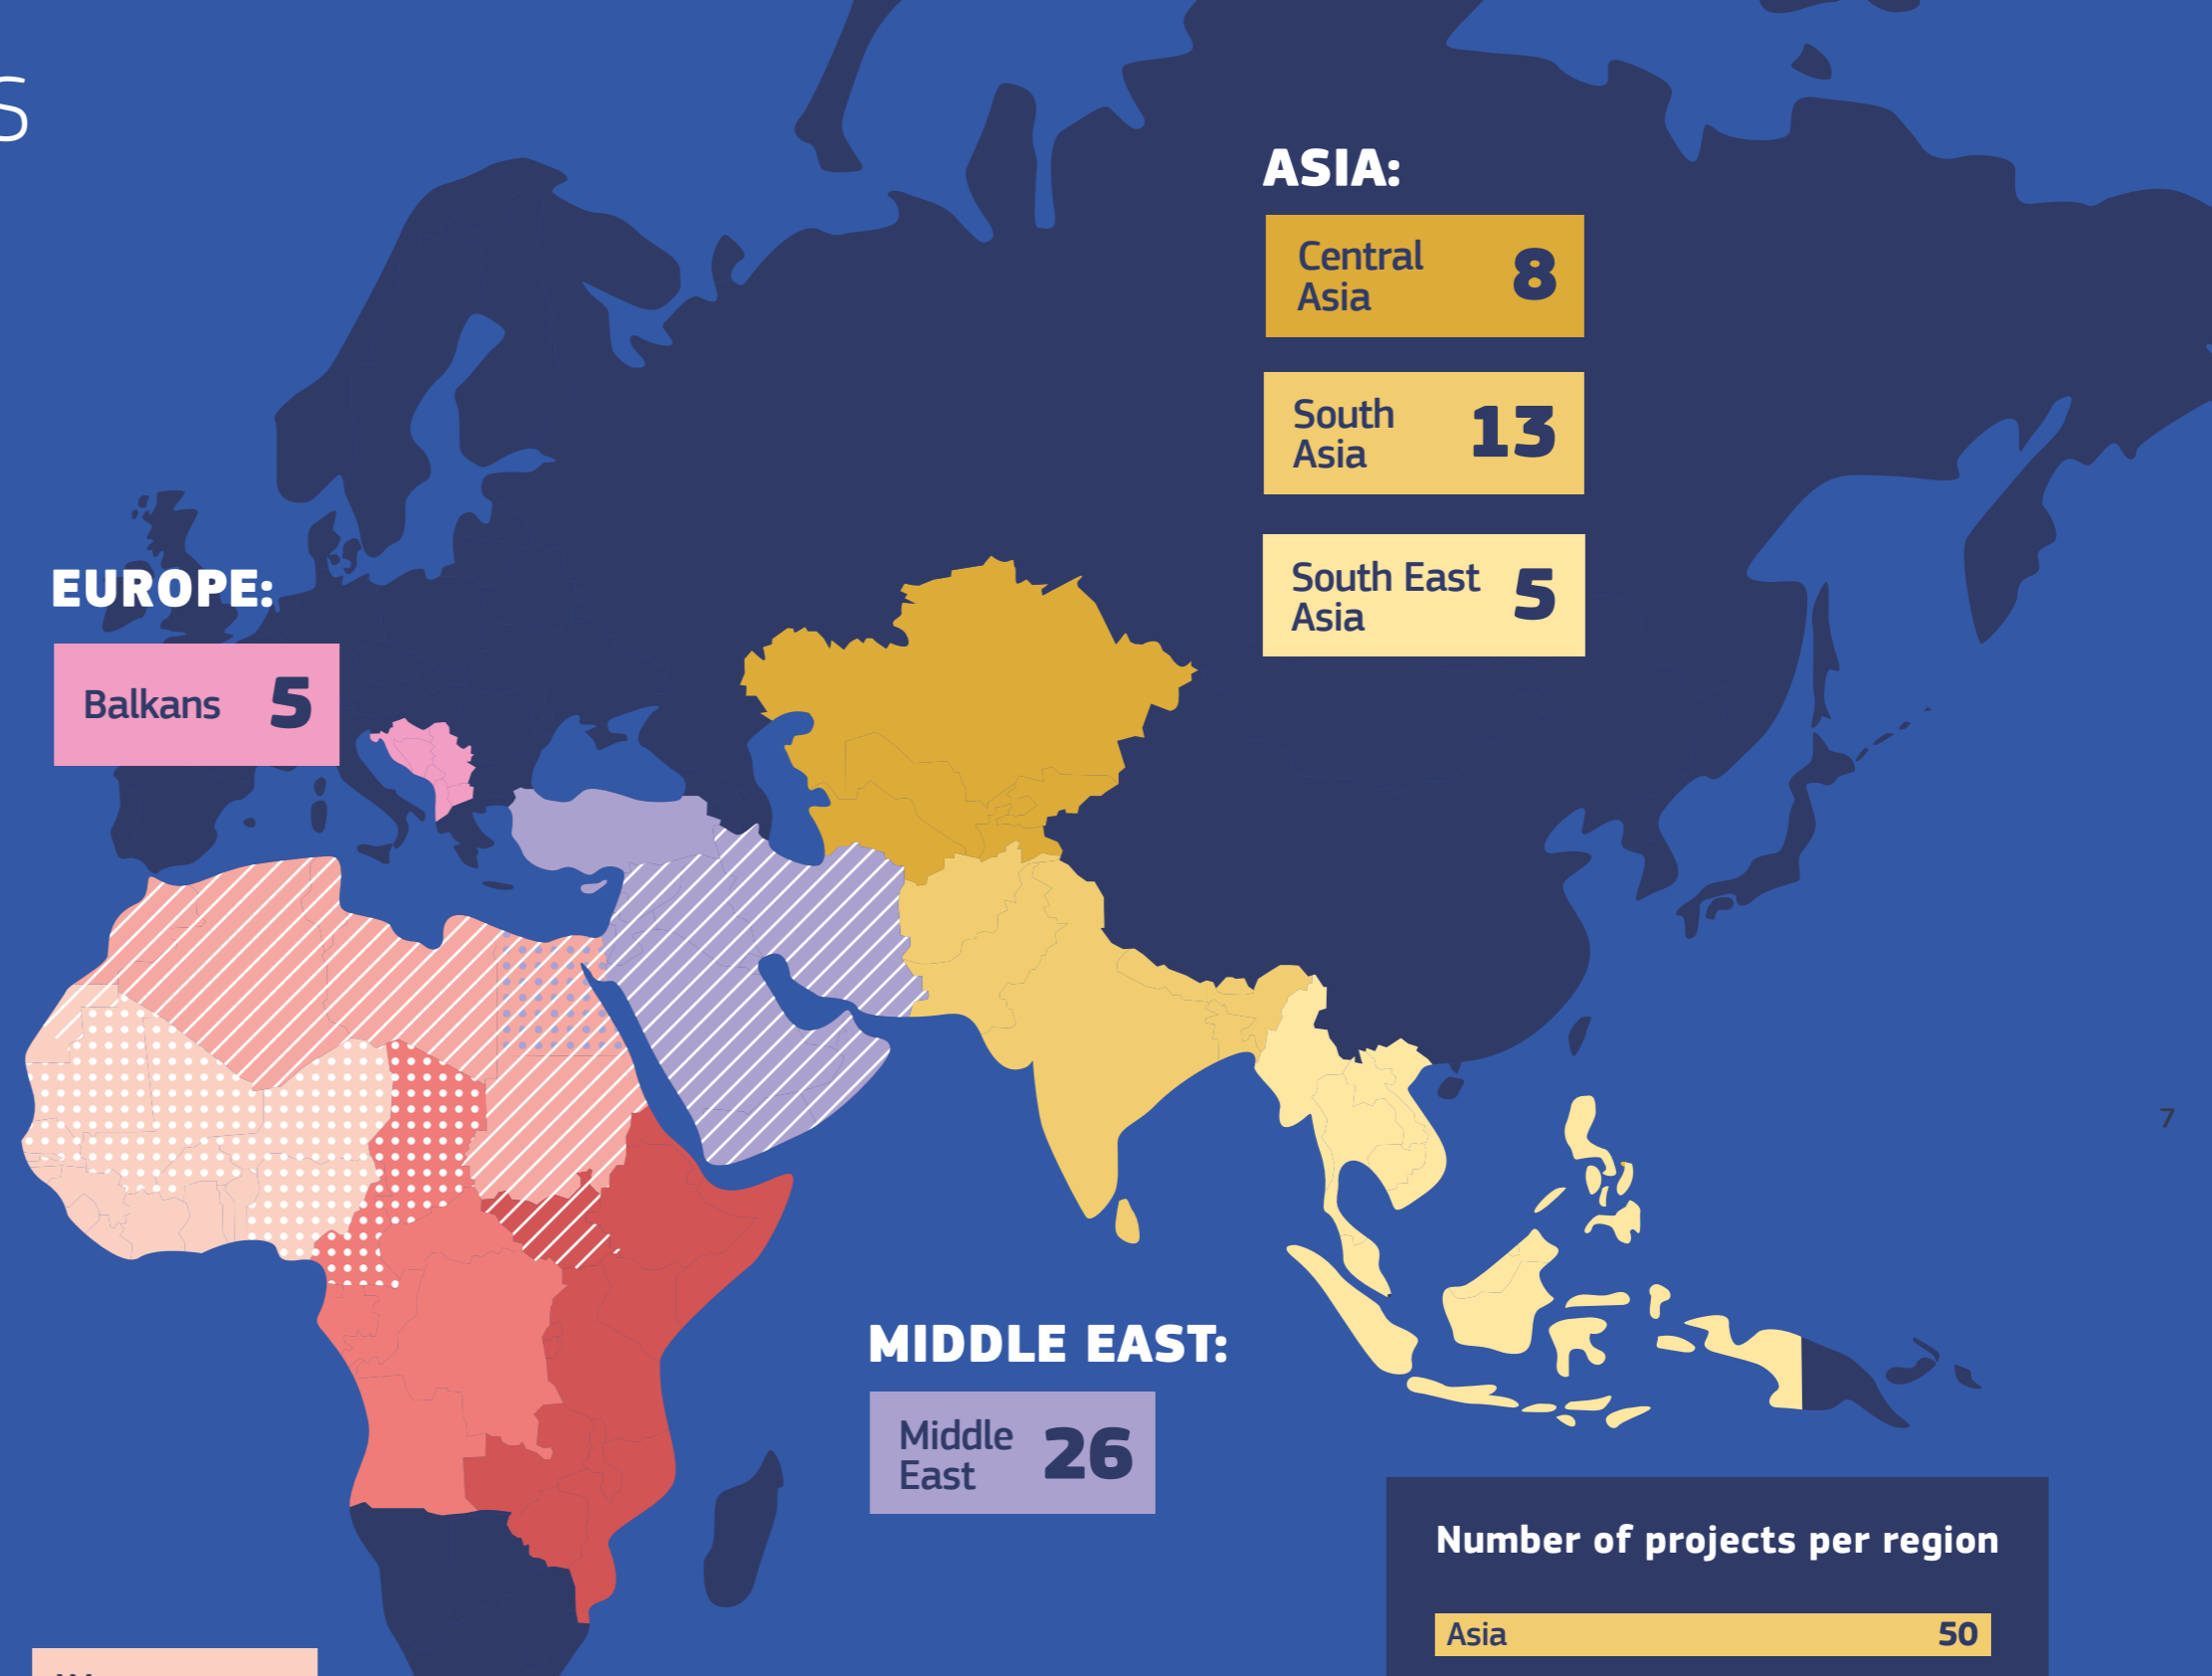 S
ASIA:
Central
Asia
8
South
Asia
13
South East
Asia
5
EUROPE:
Balkans 5
7
MIDDLE EAST:
Middle
East
26
Number of projects per region
Asia 50